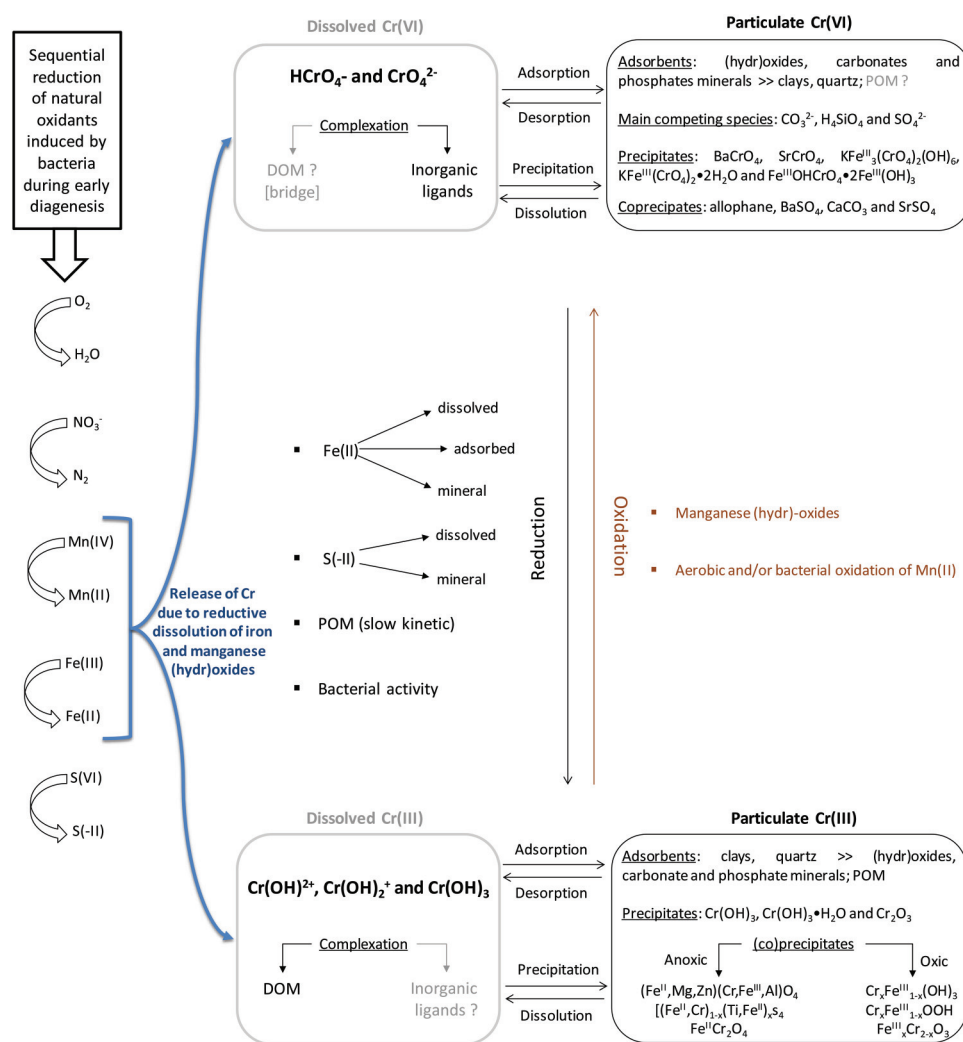 Sequential
reduction
of natural
oxidants
induced by
bacteria
during early
diagenesis
O₂
H₂O
NO₃⁻
N₂
Mn(IV)
Mn(II)
Fe(III)
Fe(II)
S(VI)
S(-II)
Release of Cr
due to reductive
dissolution of iron
and manganese
(hydr)oxides
Dissolved Cr(VI)
HCrO₄- and CrO₄²⁻
Complexation
DOM ?
[bridge]
Inorganic
ligands
Adsorption
Desorption
Precipitation
Dissolution
Particulate Cr(VI)
Adsorbents: (hydr)oxides, carbonates and
phosphates minerals >> clays, quartz; POM ?
Main competing species: CO₃²⁻, H₄SiO₄ and SO₄²⁻
Precipitates: BaCrO₄, SrCrO₄, KFeᴵᴵᴵ₃(CrO₄)₂(OH)₆,
KFeᴵᴵᴵ(CrO₄)₂•2H₂O and FeᴵᴵᴵOHCrO₄•2Feᴵᴵᴵ(OH)₃
Coprecipates: allophane, BaSO₄, CaCO₃ and SrSO₄
▪ Fe(II)
dissolved
adsorbed
mineral
▪ S(-II)
dissolved
mineral
▪ POM (slow kinetic)
▪ Bacterial activity
Reduction
Oxidation
▪ Manganese (hydr)-oxides
▪ Aerobic and/or bacterial oxidation of Mn(II)
Dissolved Cr(III)
Cr(OH)²⁺, Cr(OH)₂⁺ and Cr(OH)₃
Complexation
DOM
Inorganic
ligands ?
Adsorption
Desorption
Precipitation
Dissolution
Particulate Cr(III)
Adsorbents: clays, quartz >> (hydr)oxides,
carbonate and phosphate minerals; POM
Precipitates: Cr(OH)₃, Cr(OH)₃•H₂O and Cr₂O₃
(co)precipitates
Anoxic
Oxic
(Feᴵᴵ,Mg,Zn)(Cr,Feᴵᴵᴵ,Al)O₄
[(Feᴵᴵ,Cr)₁₋ₓ(Ti,Feᴵᴵ)ₓs₄
FeᴵᴵCr₂O₄
CrₓFeᴵᴵᴵ₁₋ₓ(OH)₃
CrₓFeᴵᴵᴵ₁₋ₓOOH
FeᴵᴵᴵₓCr₂₋ₓO₃